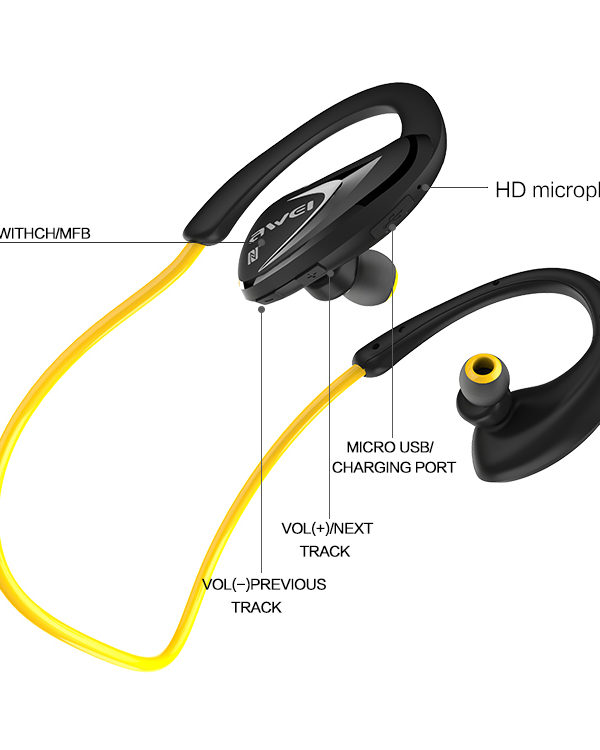 AWEI
HD microph
WITHCH/MFB
MICRO USB/
CHARGING PORT
VOL(+)/NEXT
TRACK
VOL(−)PREVIOUS
TRACK